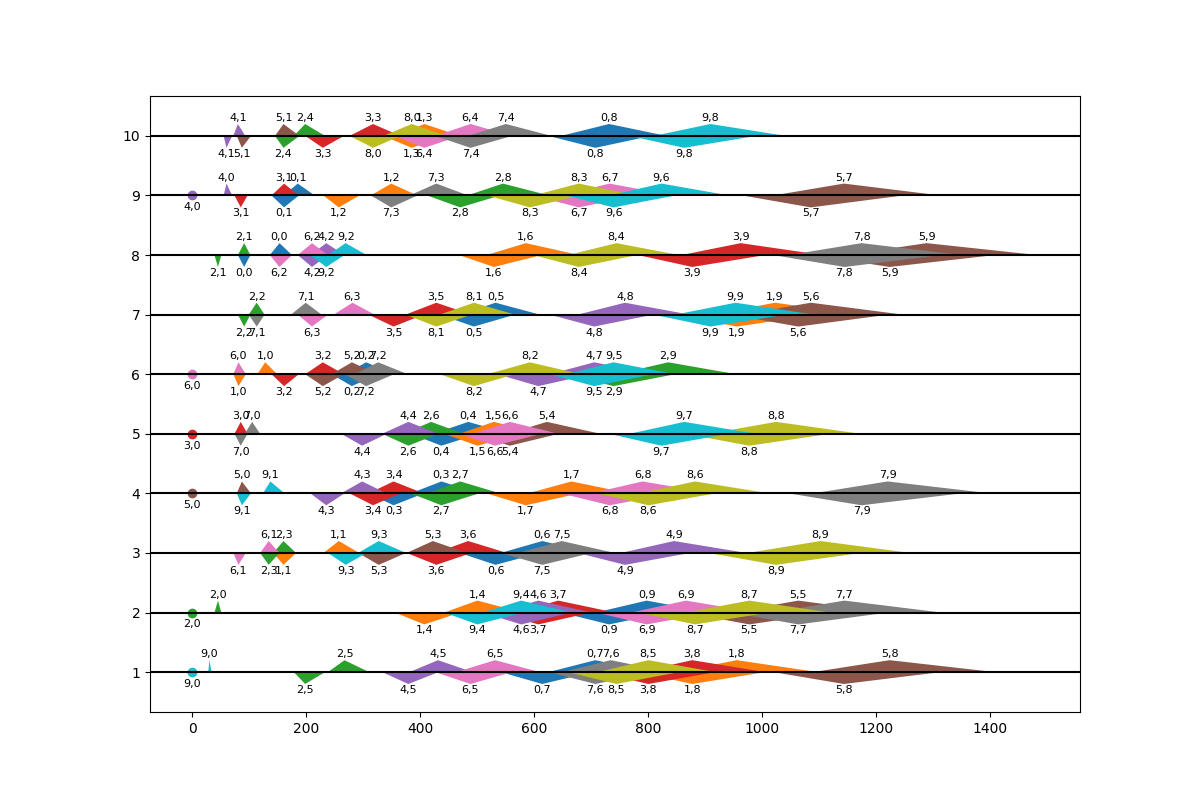 4,1 5,1 2,4 3,3 8,0 1,3 6,4 7,4 0,8 9,8
10
4,1 5,1 2,4 3,3 8,0 1,3 6,4 7,4 0,8 9,8
4,0 3,1 0,1 1,2 7,3 2,8 8,3 6,7 9,6 5,7
9
4,0 3,1 0,1 1,2 7,3 2,8 8,3 6,7 9,6 5,7
2,1 0,0 6,2 4,2 9,2 1,6 8,4 3,9 7,8 5,9
8
2,1 0,0 6,2 4,2 9,2 1,6 8,4 3,9 7,8 5,9
2,2 7,1 6,3 3,5 8,1 0,5 4,8 9,9 1,9 5,6
7
2,2 7,1 6,3 3,5 8,1 0,5 4,8 9,9 1,9 5,6
6,0 1,0 3,2 5,2 0,2 7,2 8,2 4,7 9,5 2,9
6
6,0 1,0 3,2 5,2 0,2 7,2 8,2 4,7 9,5 2,9
3,0 7,0 4,4 2,6 0,4 1,5 6,6 5,4 9,7 8,8
5
3,0 7,0 4,4 2,6 0,4 1,5 6,6 5,4 9,7 8,8
5,0 9,1 4,3 3,4 0,3 2,7 1,7 6,8 8,6 7,9
4
5,0 9,1 4,3 3,4 0,3 2,7 1,7 6,8 8,6 7,9
6,1 2,3 1,1 9,3 5,3 3,6 0,6 7,5 4,9 8,9
3
6,1 2,3 1,1 9,3 5,3 3,6 0,6 7,5 4,9 8,9
2,0 1,4 9,4 4,6 3,7 0,9 6,9 8,7 5,5 7,7
2
2,0 1,4 9,4 4,6 3,7 0,9 6,9 8,7 5,5 7,7
9,0 2,5 4,5 6,5 0,7 7,6 8,5 3,8 1,8 5,8
1
9,0 2,5 4,5 6,5 0,7 7,6 8,5 3,8 1,8 5,8
0 200 400 600 800 1000 1200 1400